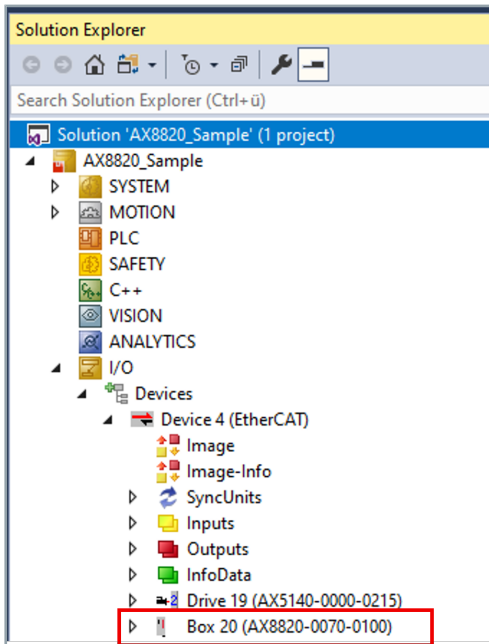 Solution Explorer
Search Solution Explorer (Ctrl+ü)
Solution 'AX8820_Sample' (1 project)
AX8820_Sample
SYSTEM
MOTION
PLC
SAFETY
C++
VISION
ANALYTICS
I/O
Devices
Device 4 (EtherCAT)
Image
Image-Info
SyncUnits
Inputs
Outputs
InfoData
Drive 19 (AX5140-0000-0215)
Box 20 (AX8820-0070-0100)